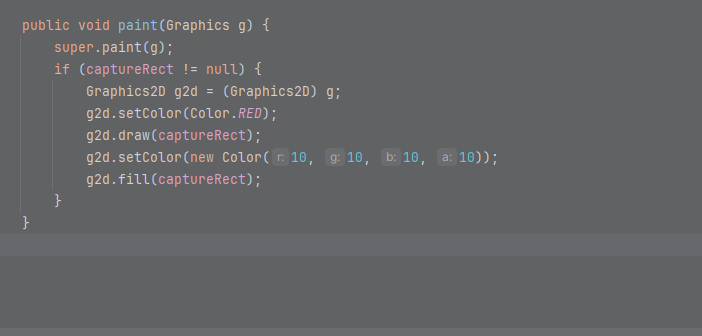 public void paint(Graphics g) {
super.paint(g);
if (captureRect != null) {
Graphics2D g2d = (Graphics2D) g;
g2d.setColor(Color.RED);
g2d.draw(captureRect);
g2d.setColor(new Color( r: 10, g: 10, b: 10, a: 10));
g2d.fill(captureRect);
}
}